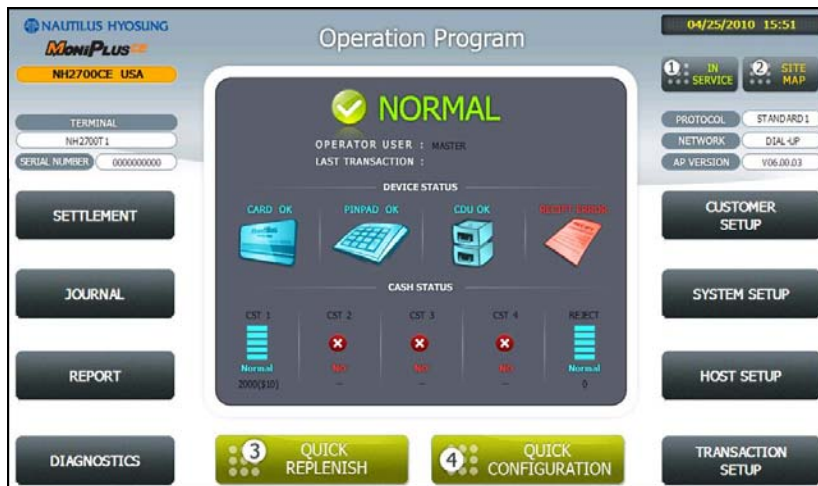 NAUTILUS HYOSUNG
MONiPLUS CE
NH2700CE USA
Operation Program
04/25/2010 15:51
1 IN SERVICE
2 SITE MAP
TERMINAL
NH2700T1
SERIAL NUMBER 0000000000
PROTOCOL STANDARD1
NETWORK DIAL-UP
AP VERSION V06.00.03
NORMAL
OPERATOR USER : MASTER
LAST TRANSACTION :
DEVICE STATUS
CARD OK
PINPAD OK
CDU OK
RECIPT ERROR
CASH STATUS
CST 1
CST 2
CST 3
CST 4
REJECT
Normal
NO
NO
NO
Normal
2000($10)
--
--
--
0
SETTLEMENT
JOURNAL
REPORT
DIAGNOSTICS
CUSTOMER
SETUP
SYSTEM SETUP
HOST SETUP
TRANSACTION
SETUP
3 QUICK
REPLENISH
4 QUICK
CONFIGURATION